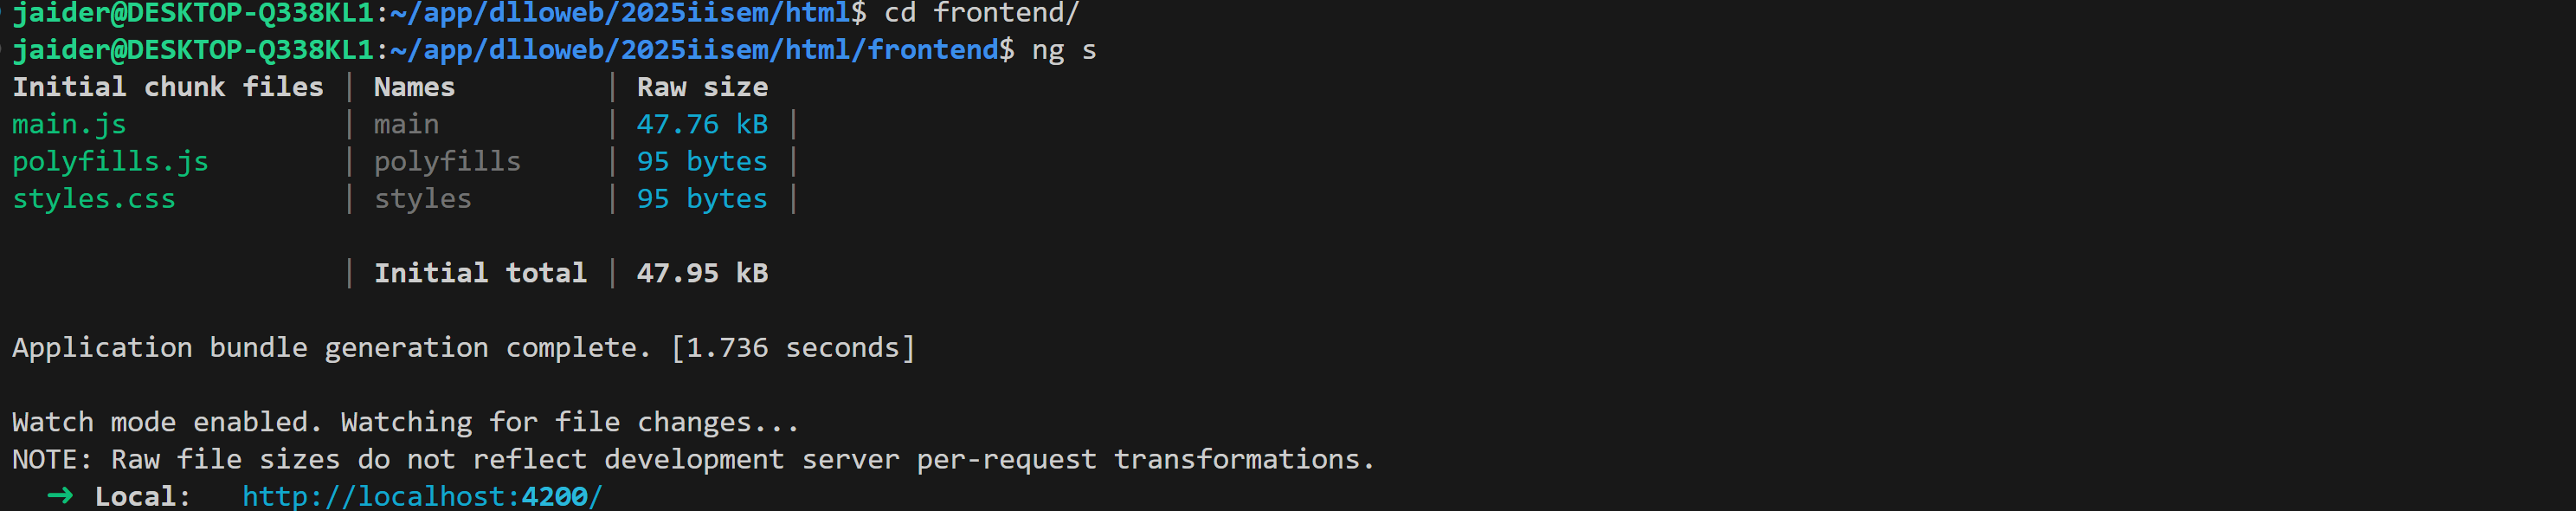 jaider@DESKTOP-Q338KL1:~/app/dlloweb/2025iisem/html$ cd frontend/
jaider@DESKTOP-Q338KL1:~/app/dlloweb/2025iisem/html/frontend$ ng s
Initial chunk files | Names | Raw size
main.js | main | 47.76 kB |
polyfills.js | polyfills | 95 bytes |
styles.css | styles | 95 bytes |
| Initial total | 47.95 kB
Application bundle generation complete. [1.736 seconds]
Watch mode enabled. Watching for file changes...
NOTE: Raw file sizes do not reflect development server per-request transformations.
➜ Local: http://localhost:4200/